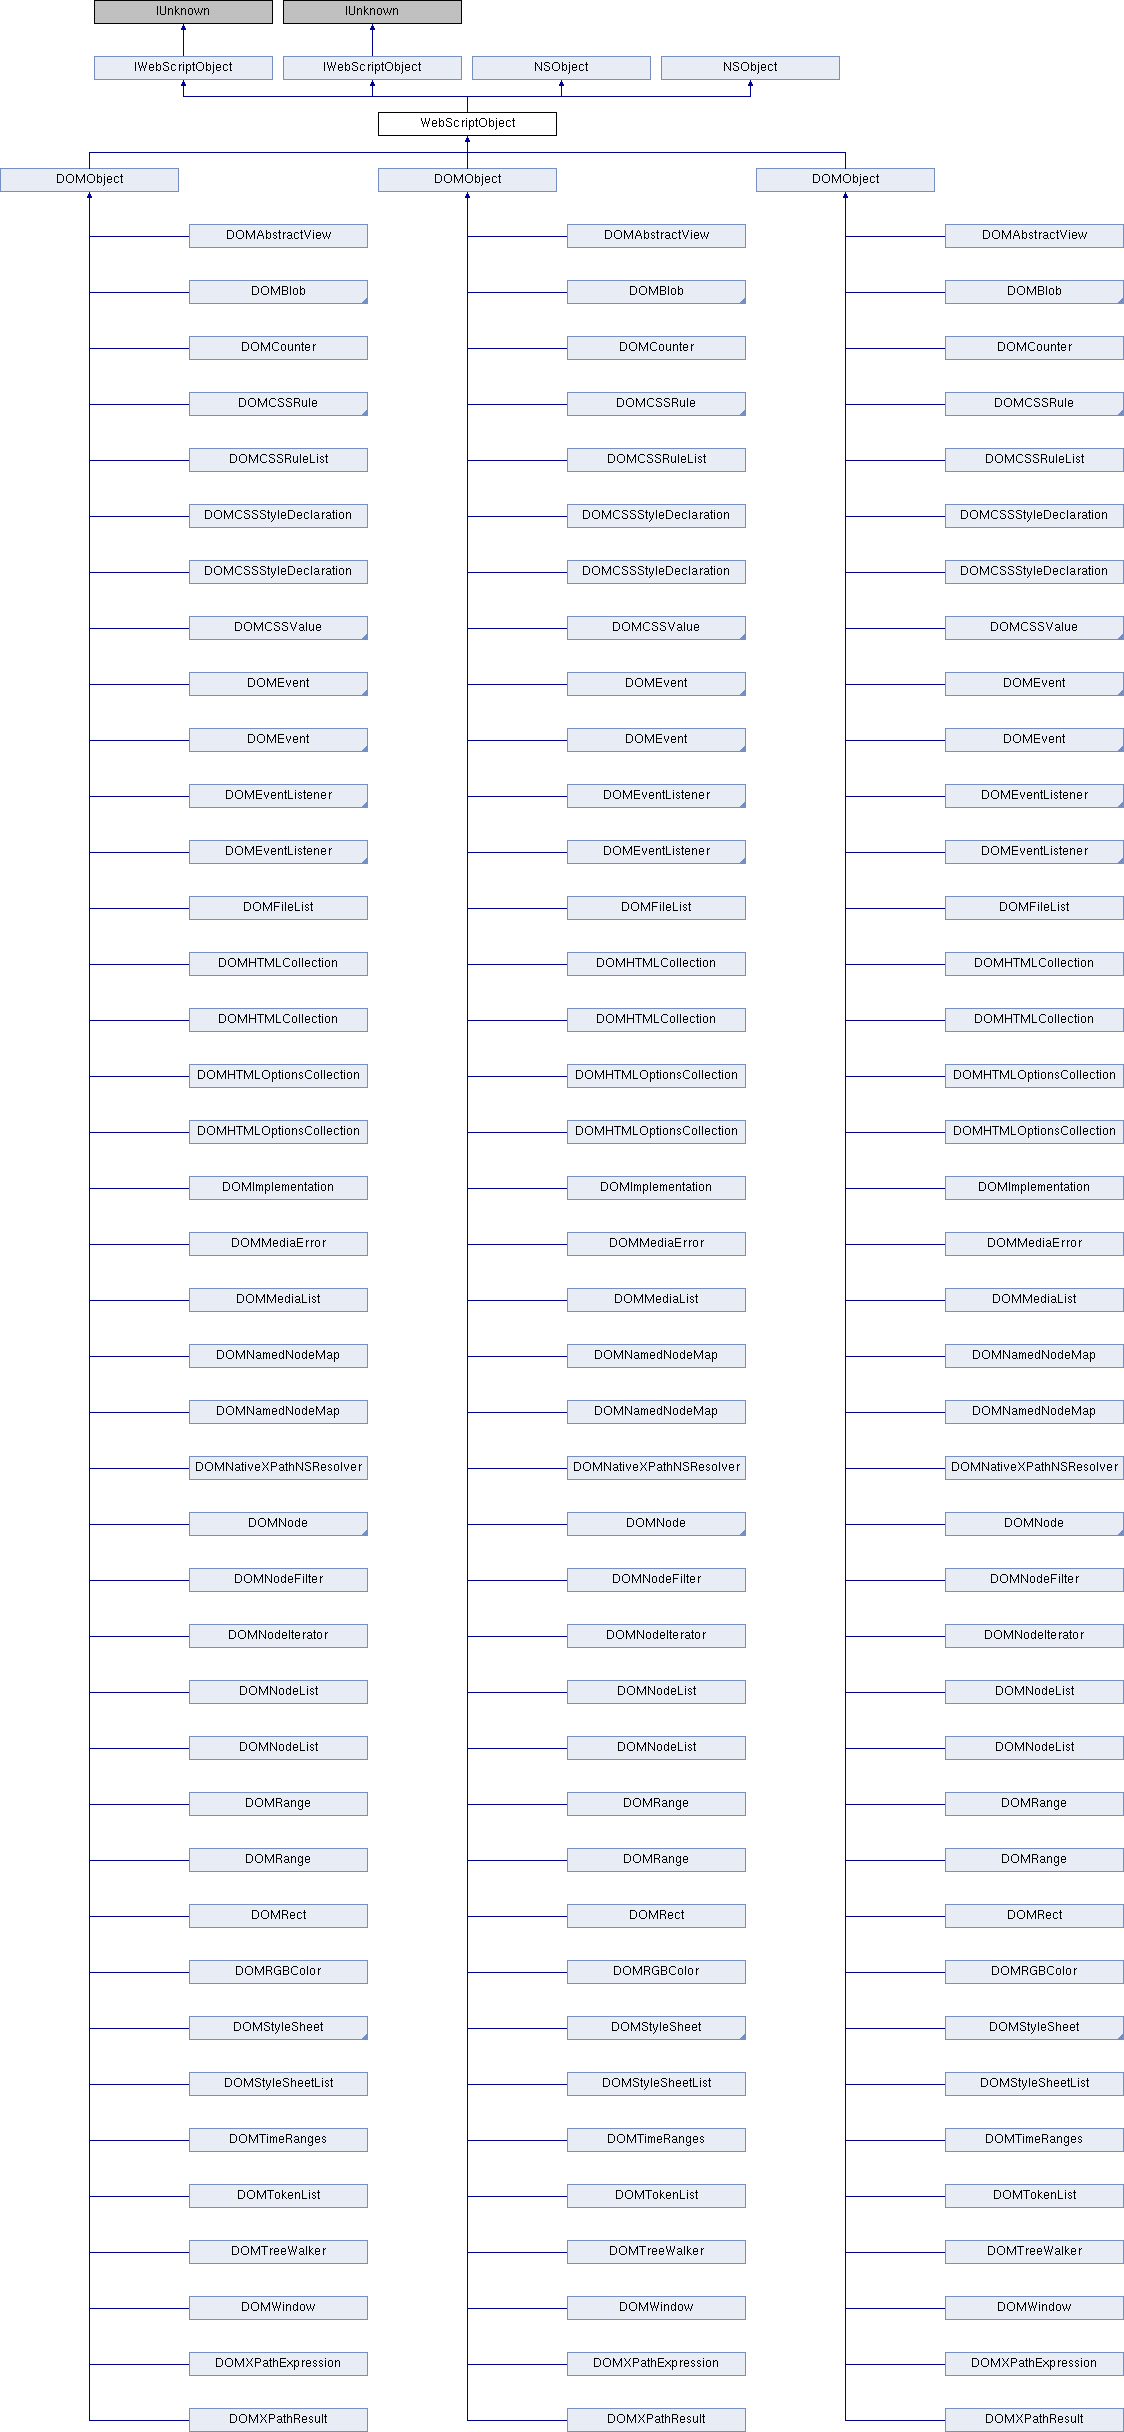 IUnknown IUnknown
IWebScriptObject IWebScriptObject NSObject NSObject
WebScriptObject
DOMObject DOMObject DOMObject
DOMAbstractView DOMAbstractView DOMAbstractView
DOMBlob DOMBlob DOMBlob
DOMCounter DOMCounter DOMCounter
DOMCSSRule DOMCSSRule DOMCSSRule
DOMCSSRuleList DOMCSSRuleList DOMCSSRuleList
DOMCSSStyleDeclaration DOMCSSStyleDeclaration DOMCSSStyleDeclaration
DOMCSSStyleDeclaration DOMCSSStyleDeclaration DOMCSSStyleDeclaration
DOMCSSValue DOMCSSValue DOMCSSValue
DOMEvent DOMEvent DOMEvent
DOMEvent DOMEvent DOMEvent
DOMEventListener DOMEventListener DOMEventListener
DOMEventListener DOMEventListener DOMEventListener
DOMFileList DOMFileList DOMFileList
DOMHTMLCollection DOMHTMLCollection DOMHTMLCollection
DOMHTMLCollection DOMHTMLCollection DOMHTMLCollection
DOMHTMLOptionsCollection DOMHTMLOptionsCollection DOMHTMLOptionsCollection
DOMHTMLOptionsCollection DOMHTMLOptionsCollection DOMHTMLOptionsCollection
DOMImplementation DOMImplementation DOMImplementation
DOMMediaError DOMMediaError DOMMediaError
DOMMediaList DOMMediaList DOMMediaList
DOMNamedNodeMap DOMNamedNodeMap DOMNamedNodeMap
DOMNamedNodeMap DOMNamedNodeMap DOMNamedNodeMap
DOMNativeXPathNSResolver DOMNativeXPathNSResolver DOMNativeXPathNSResolver
DOMNode DOMNode DOMNode
DOMNodeFilter DOMNodeFilter DOMNodeFilter
DOMNodeIterator DOMNodeIterator DOMNodeIterator
DOMNodeList DOMNodeList DOMNodeList
DOMNodeList DOMNodeList DOMNodeList
DOMRange DOMRange DOMRange
DOMRange DOMRange DOMRange
DOMRect DOMRect DOMRect
DOMRGBColor DOMRGBColor DOMRGBColor
DOMStyleSheet DOMStyleSheet DOMStyleSheet
DOMStyleSheetList DOMStyleSheetList DOMStyleSheetList
DOMTimeRanges DOMTimeRanges DOMTimeRanges
DOMTokenList DOMTokenList DOMTokenList
DOMTreeWalker DOMTreeWalker DOMTreeWalker
DOMWindow DOMWindow DOMWindow
DOMXPathExpression DOMXPathExpression DOMXPathExpression
DOMXPathResult DOMXPathResult DOMXPathResult